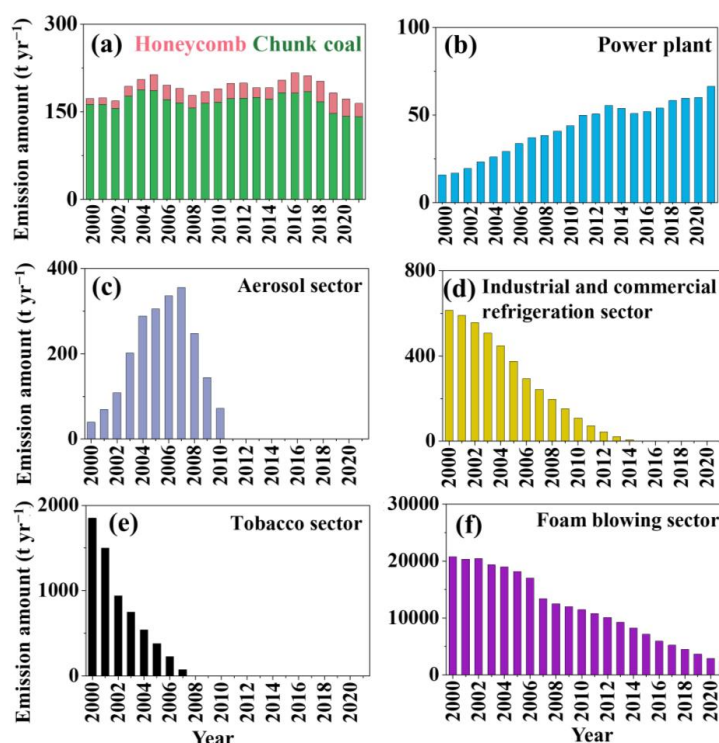 Emission amount (t yr⁻¹)
300
150
0
(a) Honeycomb Chunk coal
2000 2002 2004 2006 2008 2010 2012 2014 2016 2018 2020
100
50
0
(b) Power plant
2000 2002 2004 2006 2008 2010 2012 2014 2016 2018 2020
Emission amount (t yr⁻¹)
400
200
0
(c) Aerosol sector
2000 2002 2004 2006 2008 2010 2012 2014 2016 2018 2020
800
400
0
(d) Industrial and commercial
refrigeration sector
2000 2002 2004 2006 2008 2010 2012 2014 2016 2018 2020
Emission amount (t yr⁻¹)
2000
1000
0
(e) Tobacco sector
2000 2002 2004 2006 2008 2010 2012 2014 2016 2018 2020
Year
30000
20000
10000
0
(f) Foam blowing sector
2000 2002 2004 2006 2008 2010 2012 2014 2016 2018 2020
Year